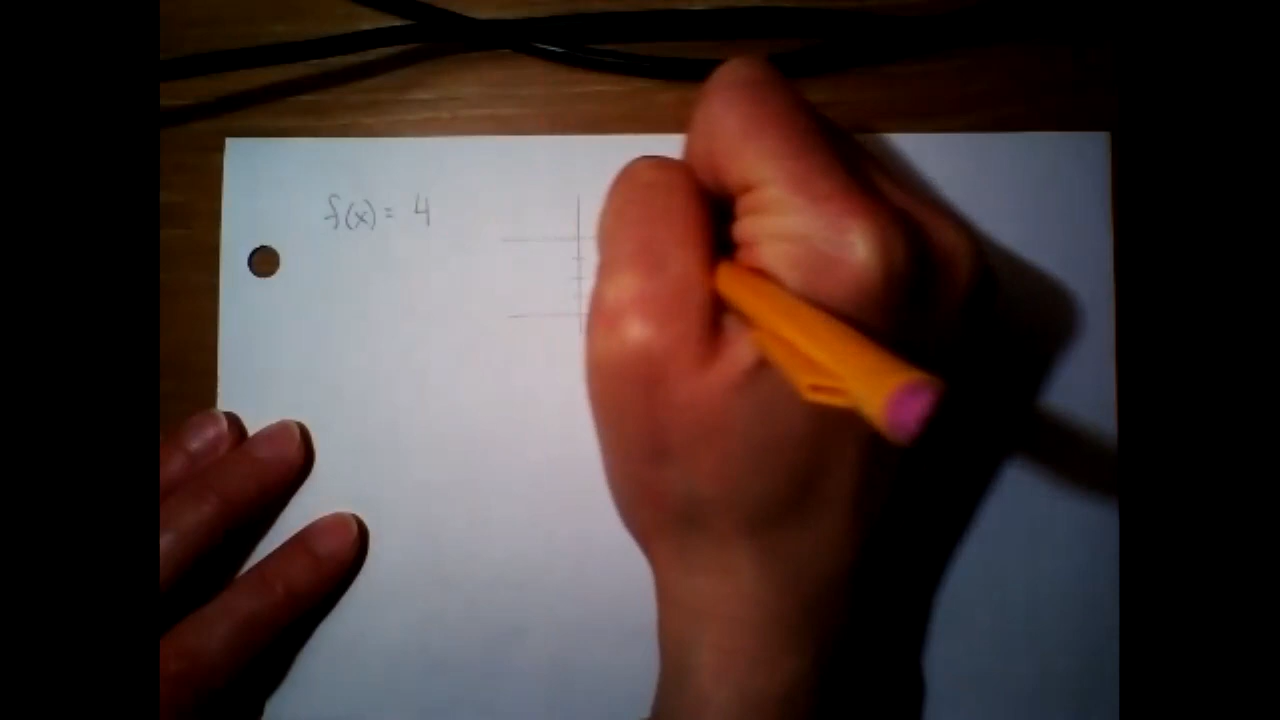 f(x) = 4